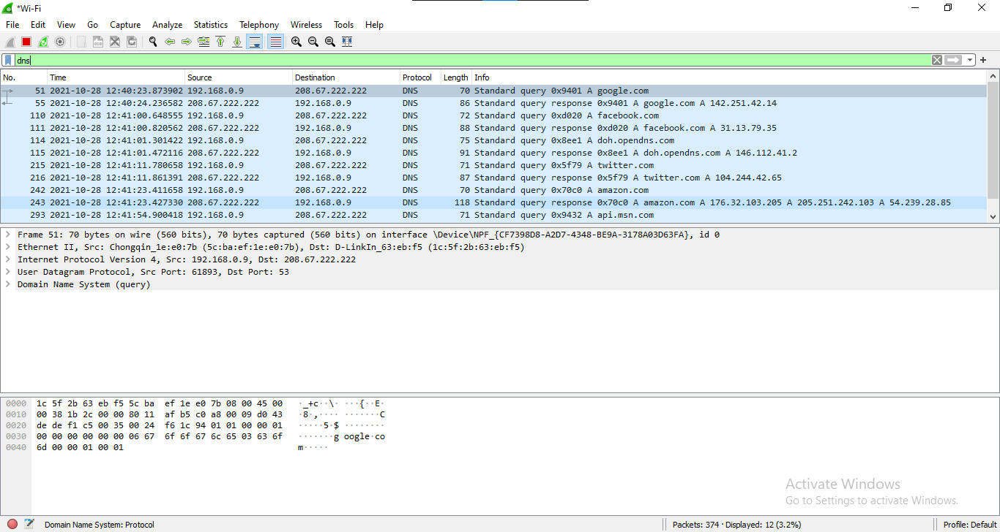 *Wi-Fi
File Edit View Go Capture Analyze Statistics Telephony Wireless Tools Help
dns
No. Time Source Destination Protocol Length Info
51 2021-10-28 12:40:23.873902 192.168.0.9 208.67.222.222 DNS 70 Standard query 0x9401 A google.com
55 2021-10-28 12:40:24.236582 208.67.222.222 192.168.0.9 DNS 86 Standard query response 0x9401 A google.com A 142.251.42.14
110 2021-10-28 12:41:00.648555 192.168.0.9 208.67.222.222 DNS 72 Standard query 0xd020 A facebook.com
111 2021-10-28 12:41:00.820562 208.67.222.222 192.168.0.9 DNS 88 Standard query response 0xd020 A facebook.com A 31.13.79.35
114 2021-10-28 12:41:01.301422 192.168.0.9 208.67.222.222 DNS 75 Standard query 0x8ee1 A doh.opendns.com
115 2021-10-28 12:41:01.472116 208.67.222.222 192.168.0.9 DNS 91 Standard query response 0x8ee1 A doh.opendns.com A 146.112.41.2
215 2021-10-28 12:41:11.780658 192.168.0.9 208.67.222.222 DNS 71 Standard query 0x5f79 A twitter.com
216 2021-10-28 12:41:11.861391 208.67.222.222 192.168.0.9 DNS 87 Standard query response 0x5f79 A twitter.com A 104.244.42.65
242 2021-10-28 12:41:23.411658 192.168.0.9 208.67.222.222 DNS 70 Standard query 0x70c0 A amazon.com
243 2021-10-28 12:41:23.427330 208.67.222.222 192.168.0.9 DNS 118 Standard query response 0x70c0 A amazon.com A 176.32.103.205 A 205.251.242.103 A 54.239.28.85
293 2021-10-28 12:41:54.900418 192.168.0.9 208.67.222.222 DNS 71 Standard query 0x9432 A api.msn.com
Frame 51: 70 bytes on wire (560 bits), 70 bytes captured (560 bits) on interface \Device\NPF_{CF7398D8-A2D7-4348-BE9A-3178A03D63FA}, id 0
Ethernet II, Src: Chongqin_1e:e0:7b (5c:ba:ef:1e:e0:7b), Dst: D-LinkIn_63:eb:f5 (1c:5f:2b:63:eb:f5)
Internet Protocol Version 4, Src: 192.168.0.9, Dst: 208.67.222.222
User Datagram Protocol, Src Port: 61893, Dst Port: 53
Domain Name System (query)
0000 1c 5f 2b 63 eb f5 5c ba ef 1e e0 7b 08 00 45 00 ·_+c··\· ···{··E·
0010 00 38 1b 2c 00 00 80 11 af b5 c0 a8 00 09 d0 43 ·8·,···· ·······C
0020 de de f1 c5 00 35 00 24 f6 1c 94 01 01 00 00 01 ·····5·$ ········
0030 00 00 00 00 00 00 06 67 6f 6f 67 6c 65 03 63 6f ·······g oogle·co
0040 6d 00 00 01 00 01 m·····
Activate Windows
Go to Settings to activate Windows.
Domain Name System: Protocol Packets: 374 · Displayed: 12 (3.2%) Profile: Default